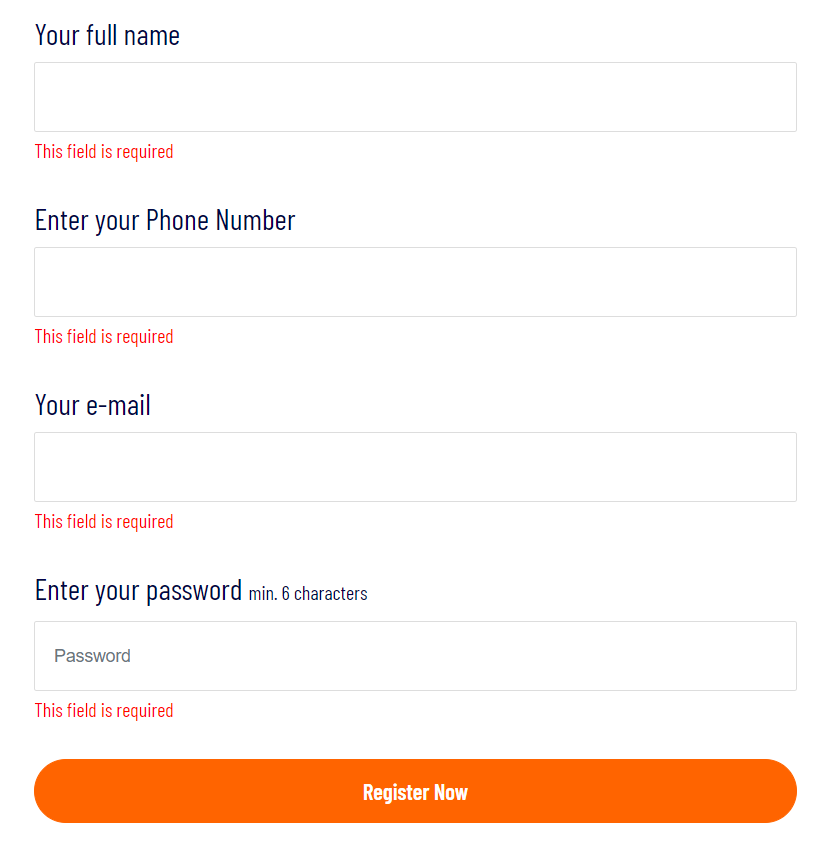 Your full name
This field is required
Enter your Phone Number
This field is required
Your e-mail
This field is required
Enter your password min. 6 characters
Password
This field is required
Register Now